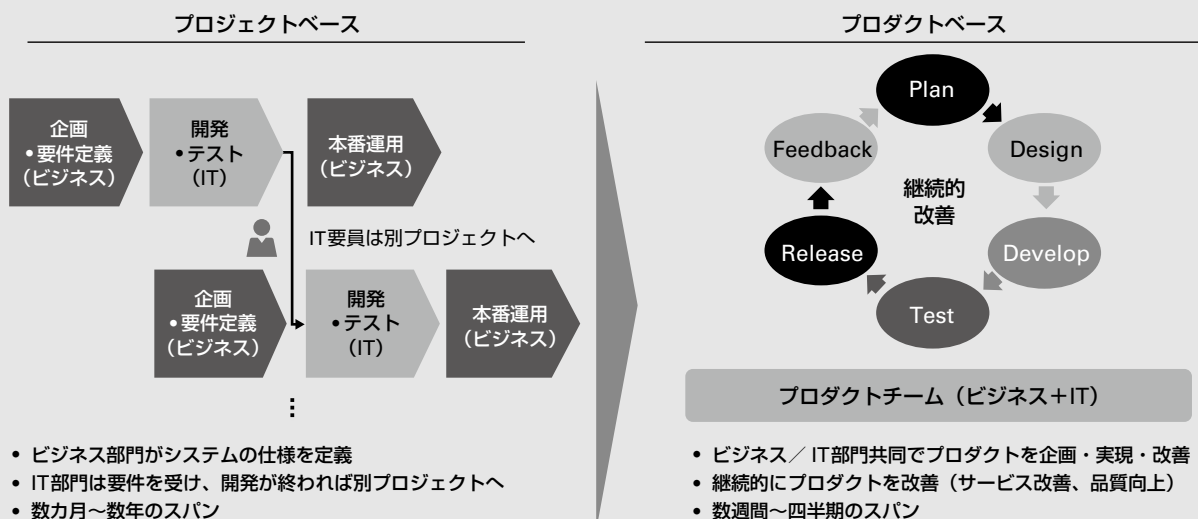 プロジェクトベース
企画
•要件定義
(ビジネス)
開発
•テスト
(IT)
本番運用
(ビジネス)
IT要員は別プロジェクトへ
企画
•要件定義
(ビジネス)
開発
•テスト
(IT)
本番運用
(ビジネス)
⋮
• ビジネス部門がシステムの仕様を定義
• IT部門は要件を受け、開発が終われば別プロジェクトへ
• 数カ月～数年のスパン
プロダクトベース
Plan
Design
Develop
Test
Release
Feedback
継続的
改善
プロダクトチーム（ビジネス＋IT）
• ビジネス／ IT部門共同でプロダクトを企画・実現・改善
• 継続的にプロダクトを改善（サービス改善、品質向上）
• 数週間～四半期のスパン